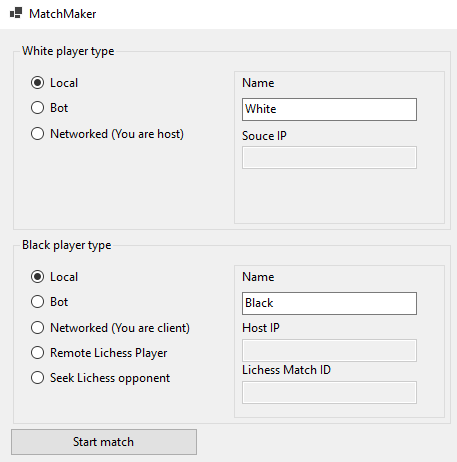 MatchMaker
White player type
Local
Bot
Networked (You are host)
Name
White
Souce IP
Black player type
Local
Bot
Networked (You are client)
Remote Lichess Player
Seek Lichess opponent
Name
Black
Host IP
Lichess Match ID
Start match